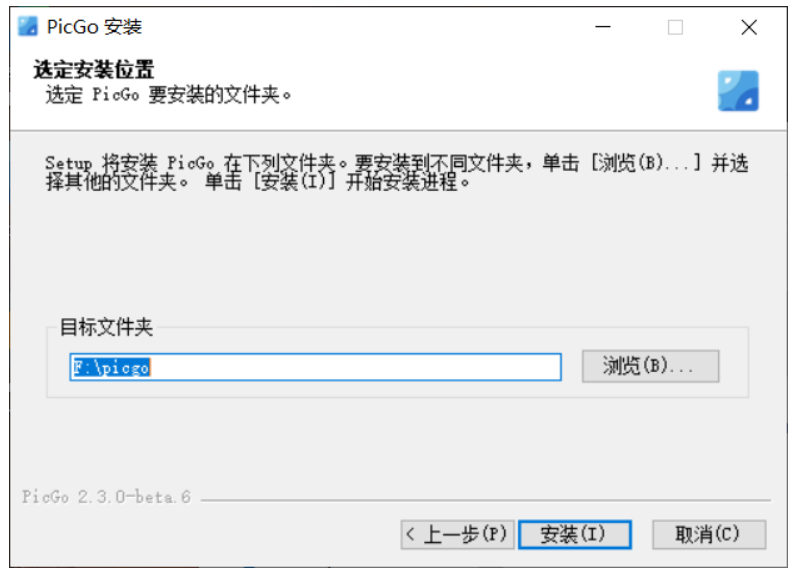 PicGo 安装
选定安装位置
选定 PicGo 要安装的文件夹。
Setup 将安装 PicGo 在下列文件夹。要安装到不同文件夹，单击 [浏览(B)...] 并选
择其他的文件夹。 单击 [安装(I)] 开始安装进程。
目标文件夹
F:\picgo
浏览(B)...
PicGo 2.3.0-beta.6
< 上一步(P)
安装(I)
取消(C)